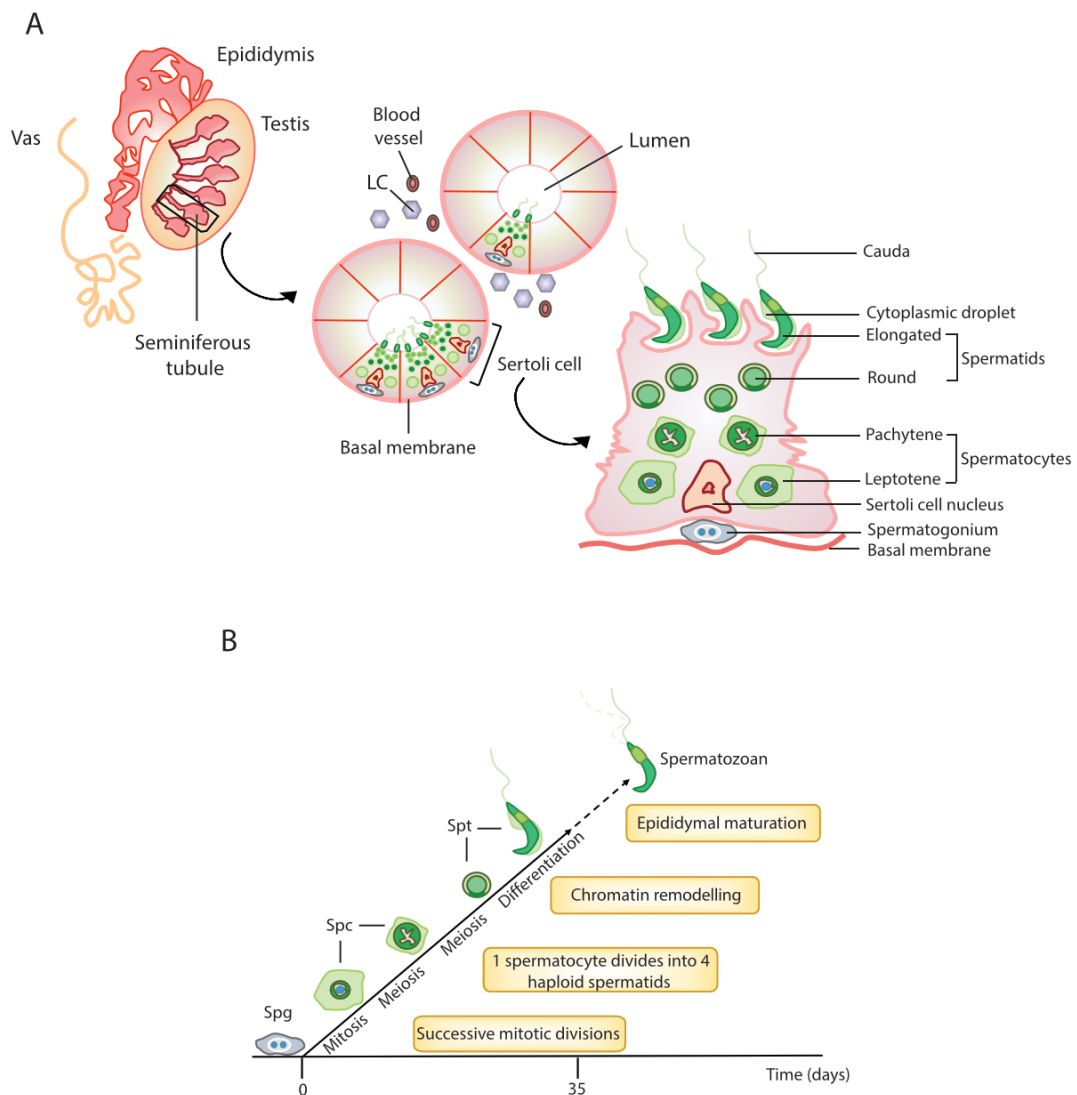 A
Epididymis
Vas
Testis
Seminiferous
tubule
Blood
vessel
LC
Lumen
Sertoli cell
Basal membrane
Cauda
Cytoplasmic droplet
Elongated
Spermatids
Round
Pachytene
Spermatocytes
Leptotene
Sertoli cell nucleus
Spermatogonium
Basal membrane
B
Spermatozoan
Epididymal maturation
Spt
Differentiation
Chromatin remodelling
Meiosis
Spc
Meiosis
1 spermatocyte divides into 4
haploid spermatids
Spg
Mitosis
Successive mitotic divisions
0
35
Time (days)